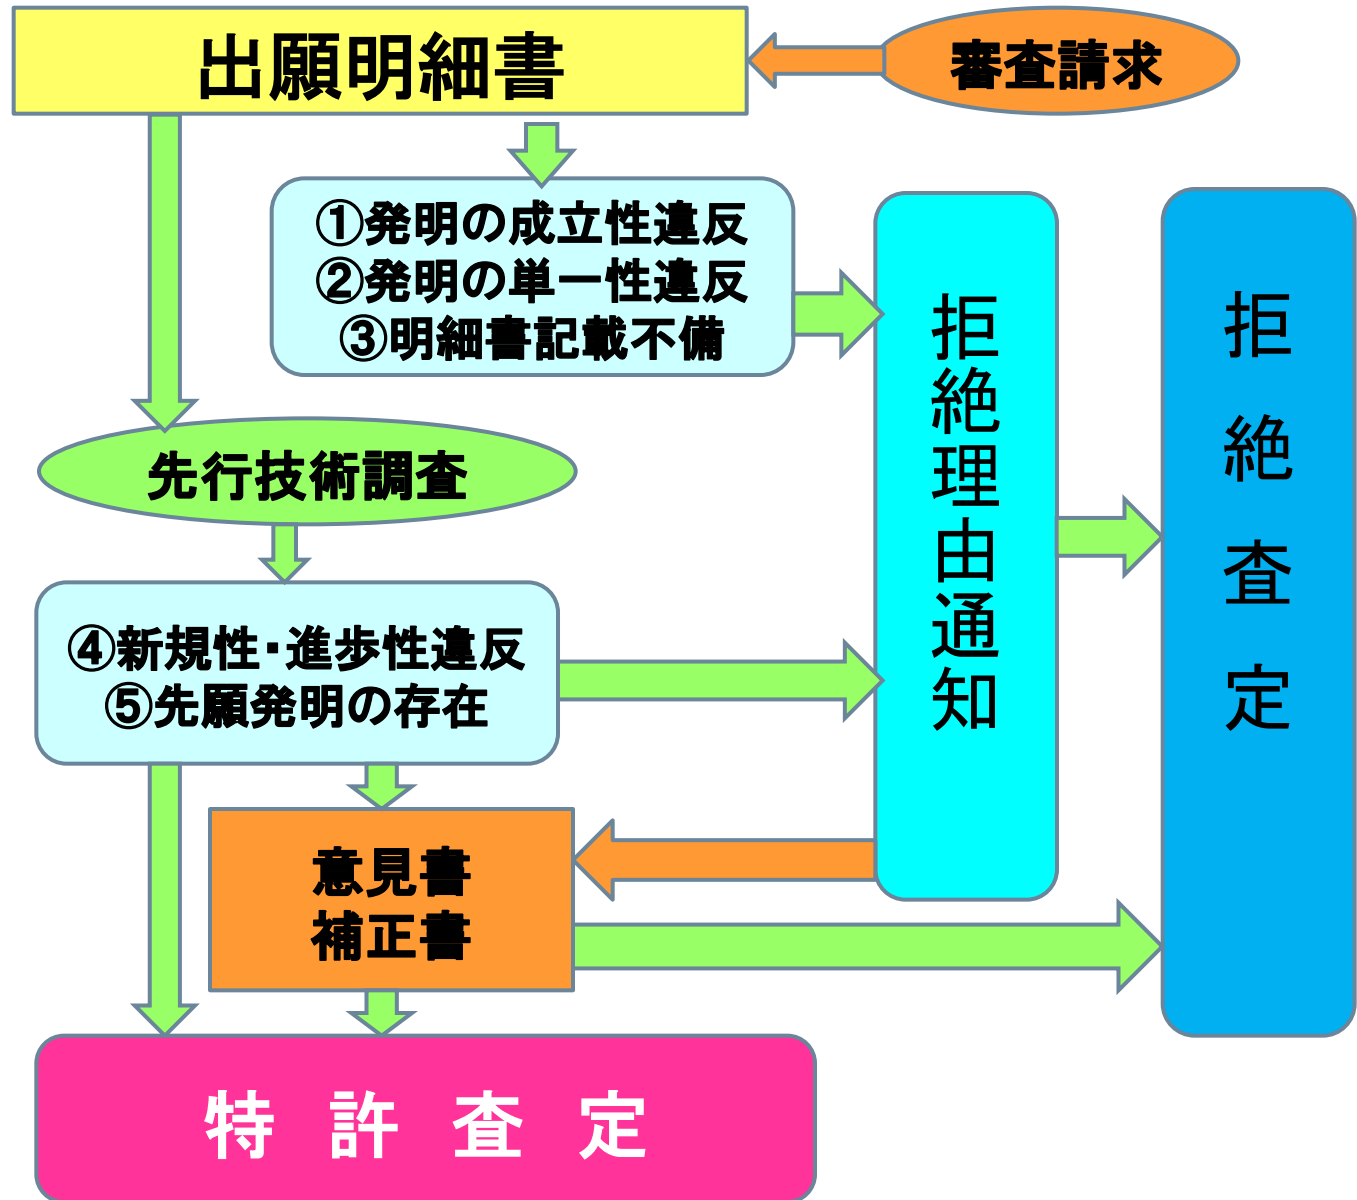 出願明細書
審査請求
①発明の成立性違反
②発明の単一性違反
③明細書記載不備
先行技術調査
④新規性・進歩性違反
⑤先願発明の存在
拒絶理由通知
拒絶査定
意見書
補正書
特許査定